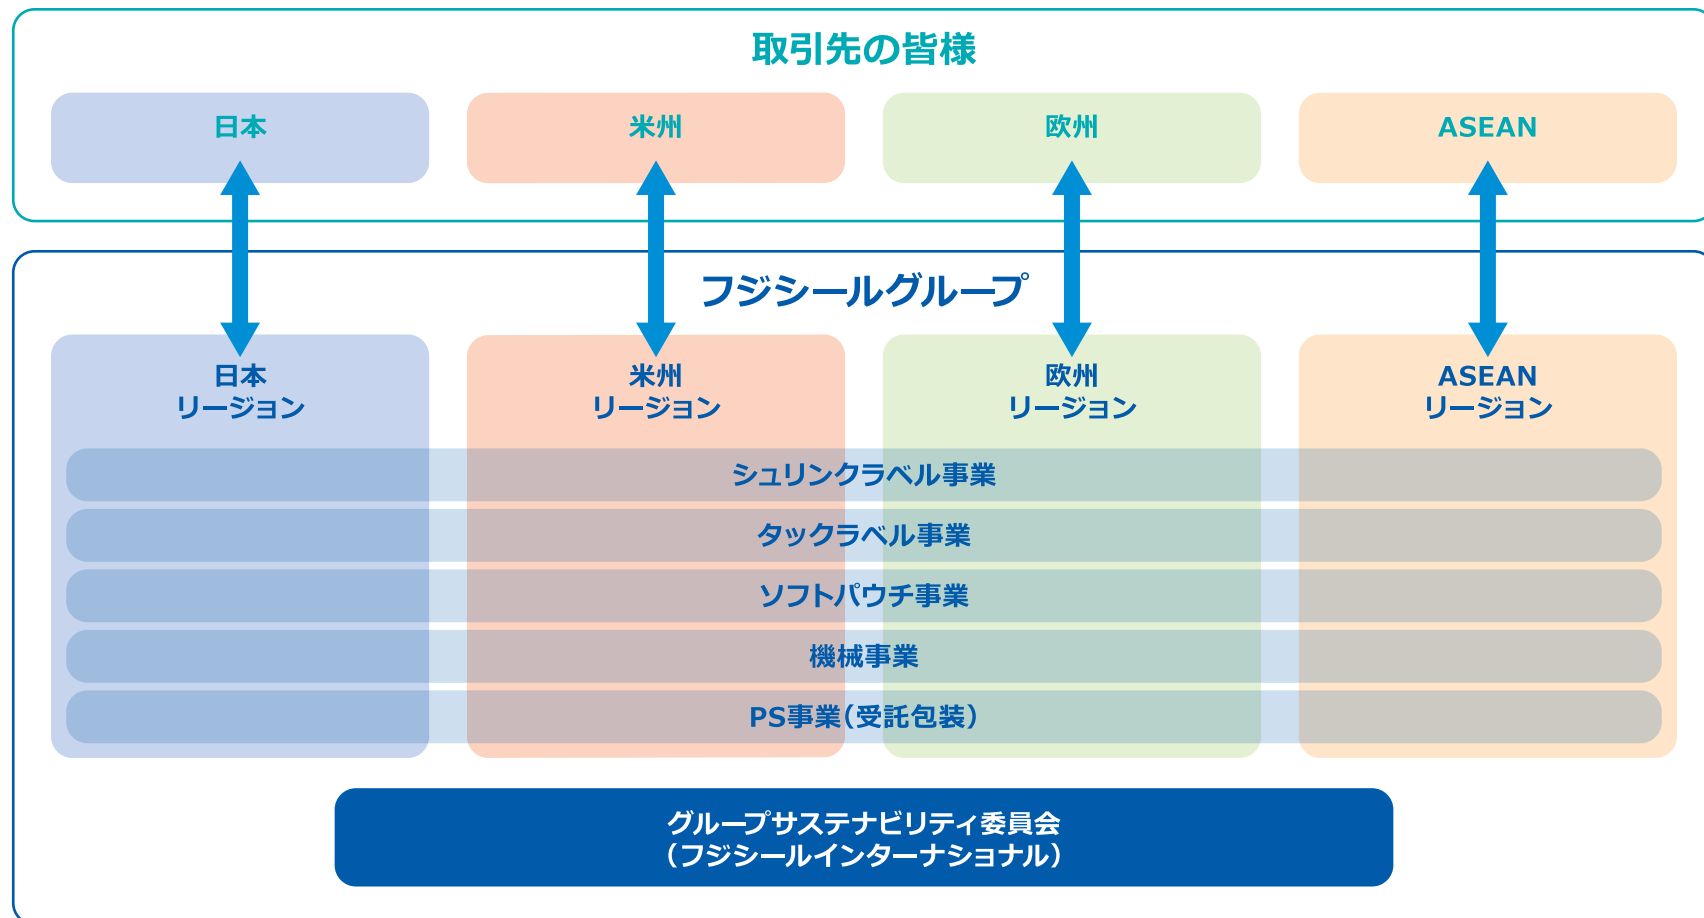 取引先の皆様
日本
米州
欧州
ASEAN
フジシールグループ
日本
リージョン
米州
リージョン
欧州
リージョン
ASEAN
リージョン
シュリンクラベル事業
タックラベル事業
ソフトパウチ事業
機械事業
PS事業(受託包装)
グループサステナビリティ委員会
(フジシールインターナショナル)